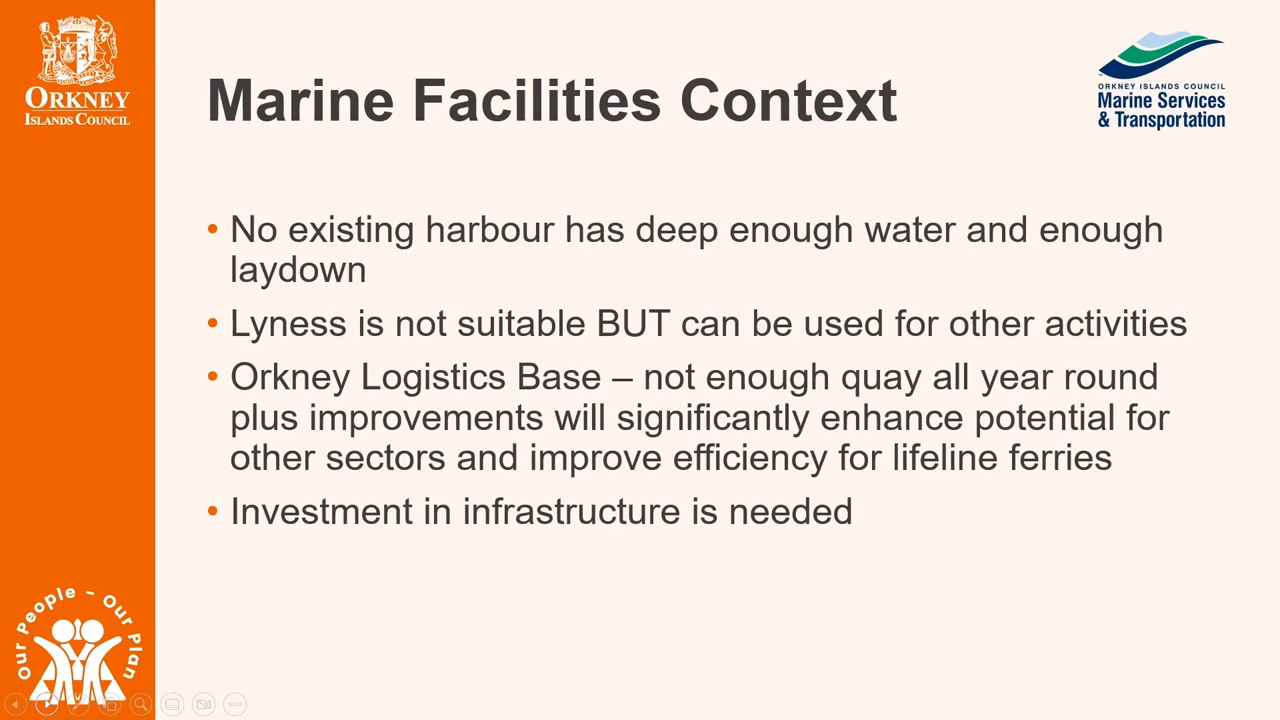 ORKNEY
ISLANDS COUNCIL
Marine Facilities Context
ORKNEY ISLANDS COUNCIL
Marine Services
& Transportation
• No existing harbour has deep enough water and enough
laydown
• Lyness is not suitable BUT can be used for other activities
• Orkney Logistics Base – not enough quay all year round
plus improvements will significantly enhance potential for
other sectors and improve efficiency for lifeline ferries
• Investment in infrastructure is needed
Our People - Our Plan